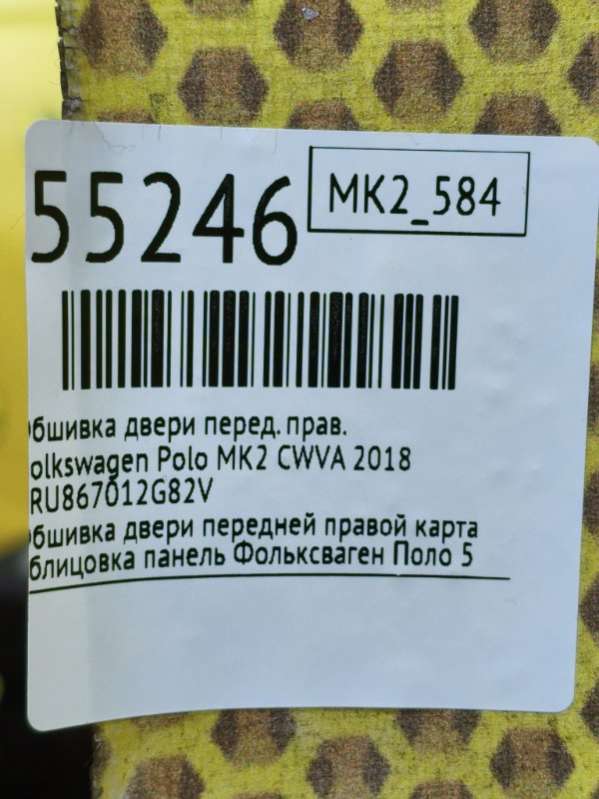 55246
MK2_584
бшивка двери перед. прав.
olkswagen Polo MK2 CWVA 2018
RU867012G82V
бшивка двери передней правой карта
блицовка панель Фольксваген Поло 5